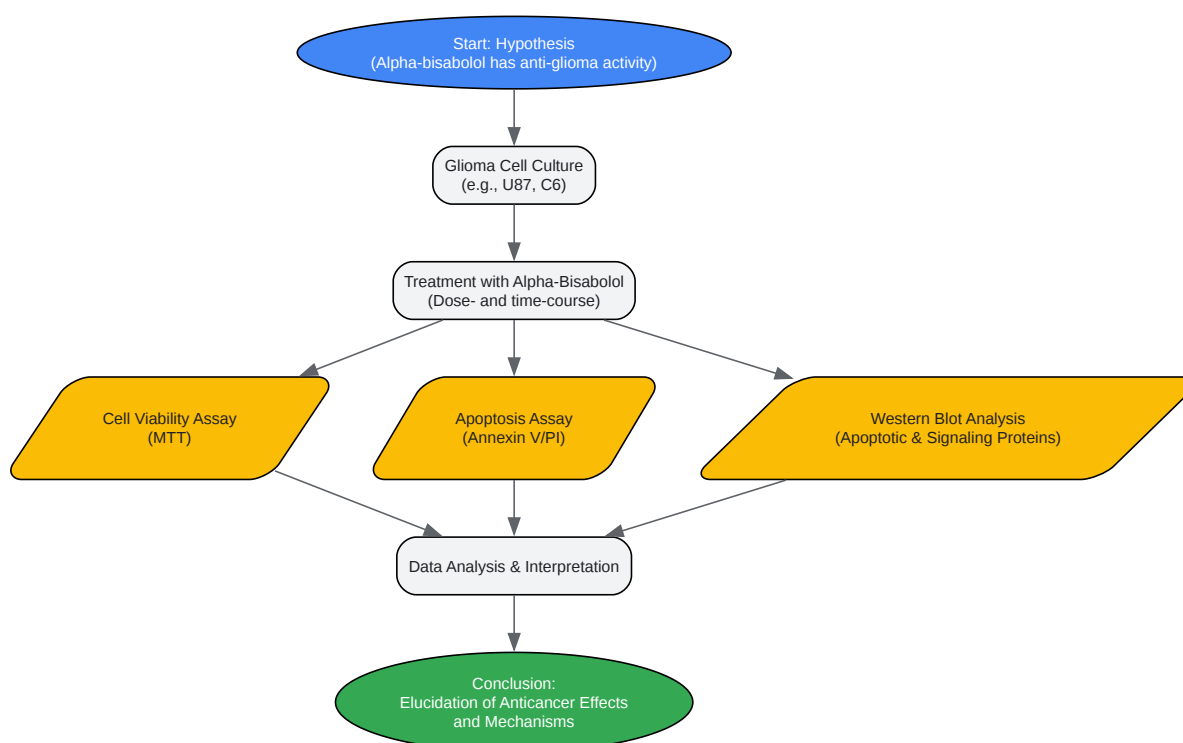 Start: Hypothesis
(Alpha-bisabolol has anti-glioma activity)
Glioma Cell Culture
(e.g., U87, C6)
Treatment with Alpha-Bisabolol
(Dose- and time-course)
Cell Viability Assay
(MTT)
Apoptosis Assay
(Annexin V/PI)
Western Blot Analysis
(Apoptotic & Signaling Proteins)
Data Analysis & Interpretation
Conclusion:
Elucidation of Anticancer Effects
and Mechanisms